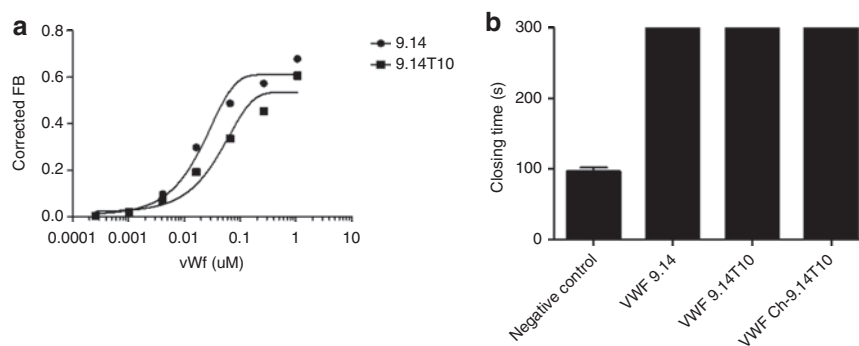 a
9.14
9.14T10
Corrected FB
0.8
0.6
0.4
0.2
0.0
0.0001 0.001 0.01 0.1 1 10
vWf (uM)
b
Closing time (s)
300
200
100
0
Negative control
VWF 9.14
VWF 9.14T10
VWF Ch-9.14T10